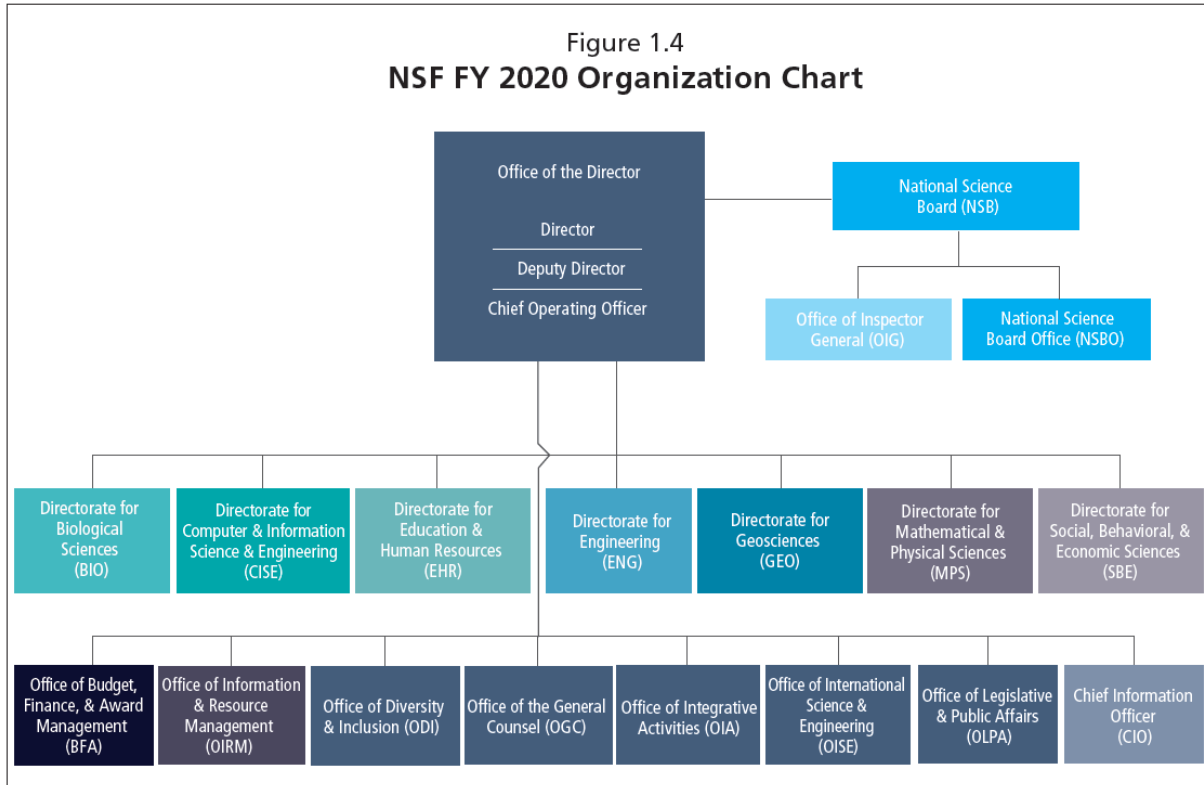 Figure 1.4
NSF FY 2020 Organization Chart
Office of the Director
Director
Deputy Director
Chief Operating Officer
National Science
Board (NSB)
Office of Inspector
General (OIG)
National Science
Board Office (NSBO)
Directorate for
Biological
Sciences
(BIO)
Directorate for
Computer & Information
Science & Engineering
(CISE)
Directorate for
Education &
Human Resources
(EHR)
Directorate for
Engineering
(ENG)
Directorate for
Geosciences
(GEO)
Directorate for
Mathematical &
Physical Sciences
(MPS)
Directorate for
Social, Behavioral, &
Economic Sciences
(SBE)
Office of Budget,
Finance, & Award
Management
(BFA)
Office of Information
& Resource
Management
(OIRM)
Office of Diversity
& Inclusion (ODI)
Office of the General
Counsel (OGC)
Office of Integrative
Activities (OIA)
Office of International
Science &
Engineering
(OISE)
Office of Legislative
& Public Affairs
(OLPA)
Chief Information
Officer
(CIO)